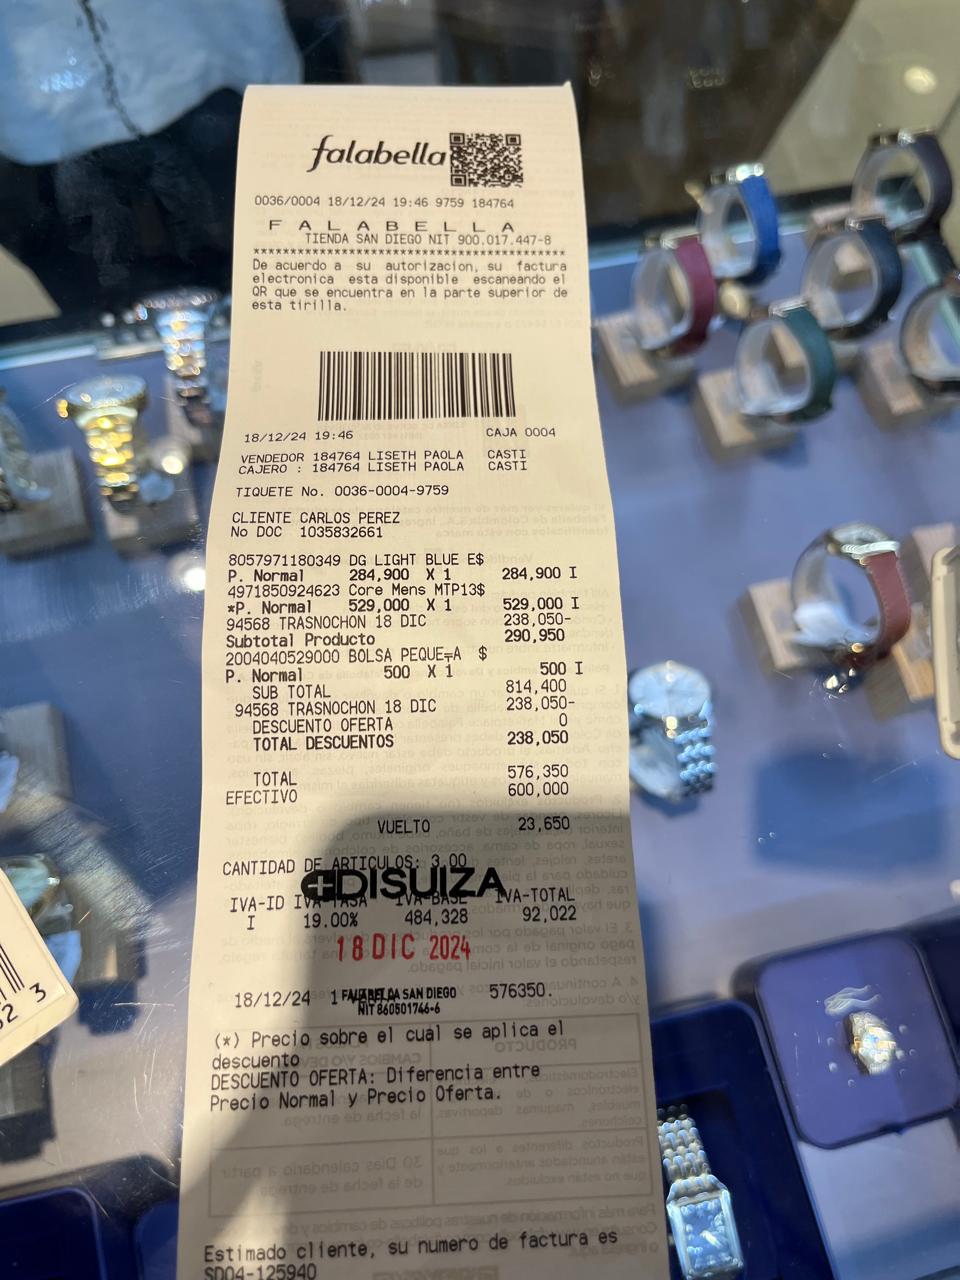 falabella
0036/0004 18/12/24 19:46 9759 184764
F A L A B E L L A
TIENDA SAN DIEGO NIT 900.017.447-8
****************************************************
De acuerdo a su autorizacion, su factura
electronica esta disponible escaneando el
QR que se encuentra en la parte superior de
esta tirilla.
18/12/24 19:46 CAJA 0004
VENDEDOR 184764 LISETH PAOLA CASTI
CAJERO : 184764 LISETH PAOLA CASTI
TIQUETE No. 0036-0004-9759
CLIENTE CARLOS PEREZ
No DOC 1035832661
8057971180349 DG LIGHT BLUE E$
P. Normal 284,900 X 1 284,900 I
4971850924623 Core Mens MTP13$
*P. Normal 529,000 X 1 529,000 I
94568 TRASNOCHON 18 DIC 238,050-
Subtotal Producto 290,950
2004040529000 BOLSA PEQUE╤A $
P. Normal 500 X 1 500 I
SUB TOTAL 814,400
94568 TRASNOCHON 18 DIC 238,050-
DESCUENTO OFERTA 0
TOTAL DESCUENTOS 238,050
TOTAL 576,350
EFECTIVO 600,000
VUELTO 23,650
CANTIDAD DE ARTICULOS: 3.00
DISUIZA
IVA-ID IVA-TASA IVA-BASE IVA-TOTAL
I 19.00% 484,328 92,022
18 DIC 2024
18/12/24 576350.
FALABELLA SAN DIEGO
NIT 860501746-6
(*) Precio sobre el cual se aplica el
descuento
DESCUENTO OFERTA: Diferencia entre
Precio Normal y Precio Oferta.
Estimado cliente, su numero de factura es
SD04-125940